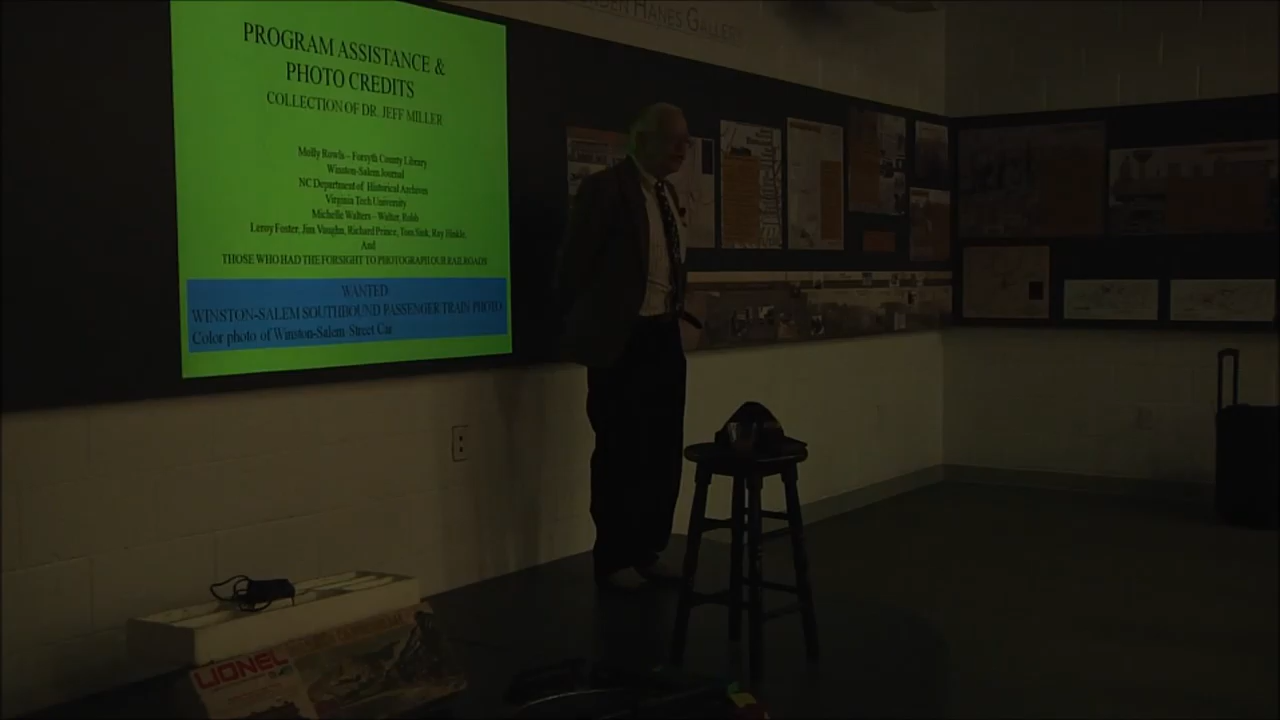 HANES GALLERY
PROGRAM ASSISTANCE &
PHOTO CREDITS
COLLECTION OF DR. JEFF MILLER
Molly Rawls – Forsyth County Library
Winston-Salem Journal
NC Department of Historical Archives
Virginia Tech University
Michelle Walters – Walter, Robb
Leroy Foster, Jim Vaughn, Richard Prince, Tom Sink, Ray Hinkle,
And
THOSE WHO HAD THE FORSIGHT TO PHOTOGRAPH OUR RAILROADS
WANTED:
WINSTON-SALEM SOUTHBOUND PASSENGER TRAIN PHOTO
Color photo of Winston-Salem Street Car
LIONEL